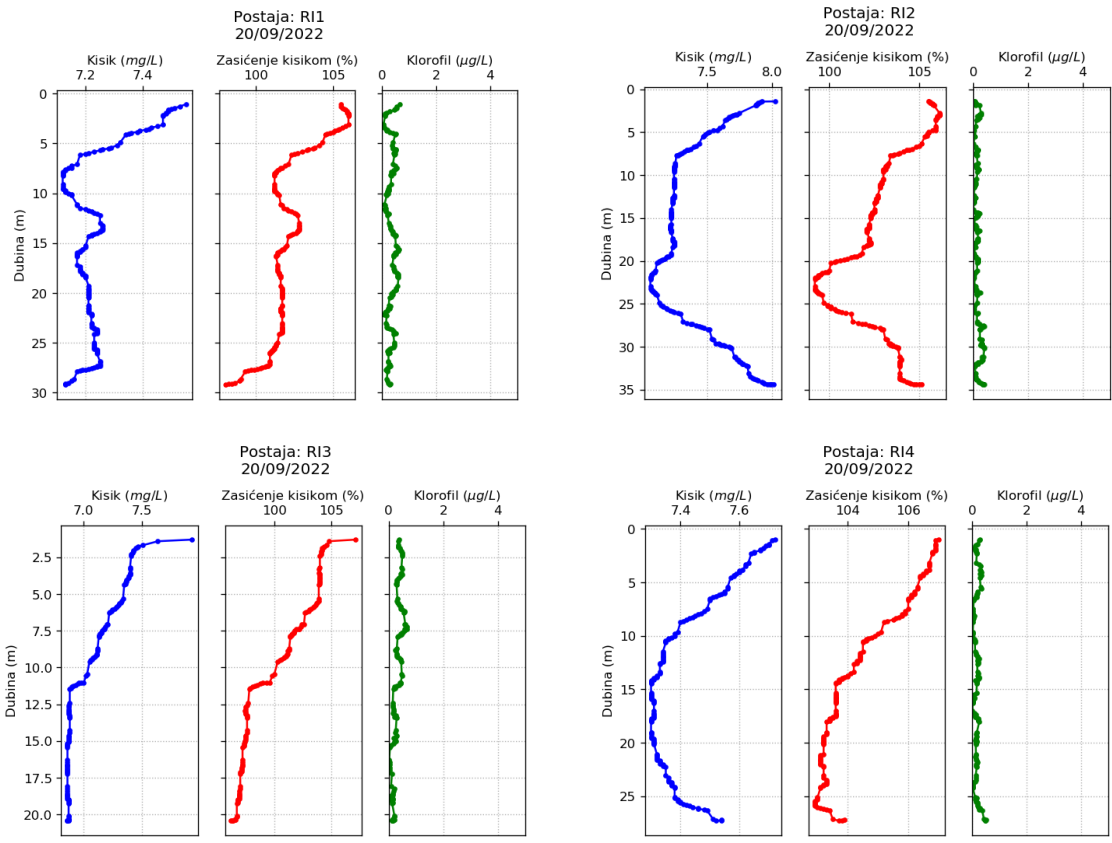 Postaja: RI1
20/09/2022
Kisik (mg/L)
7.2 7.4
Zasićenje kisikom (%)
100 105
Klorofil (µg/L)
0 2 4
Dubina (m)
0
5
10
15
20
25
30
Postaja: RI2
20/09/2022
Kisik (mg/L)
7.5 8.0
Zasićenje kisikom (%)
100 105
Klorofil (µg/L)
0 2 4
Dubina (m)
0
5
10
15
20
25
30
35
Postaja: RI3
20/09/2022
Kisik (mg/L)
7.0 7.5
Zasićenje kisikom (%)
100 105
Klorofil (µg/L)
0 2 4
Dubina (m)
2.5
5.0
7.5
10.0
12.5
15.0
17.5
20.0
Postaja: RI4
20/09/2022
Kisik (mg/L)
7.4 7.6
Zasićenje kisikom (%)
104 106
Klorofil (µg/L)
0 2 4
Dubina (m)
0
5
10
15
20
25